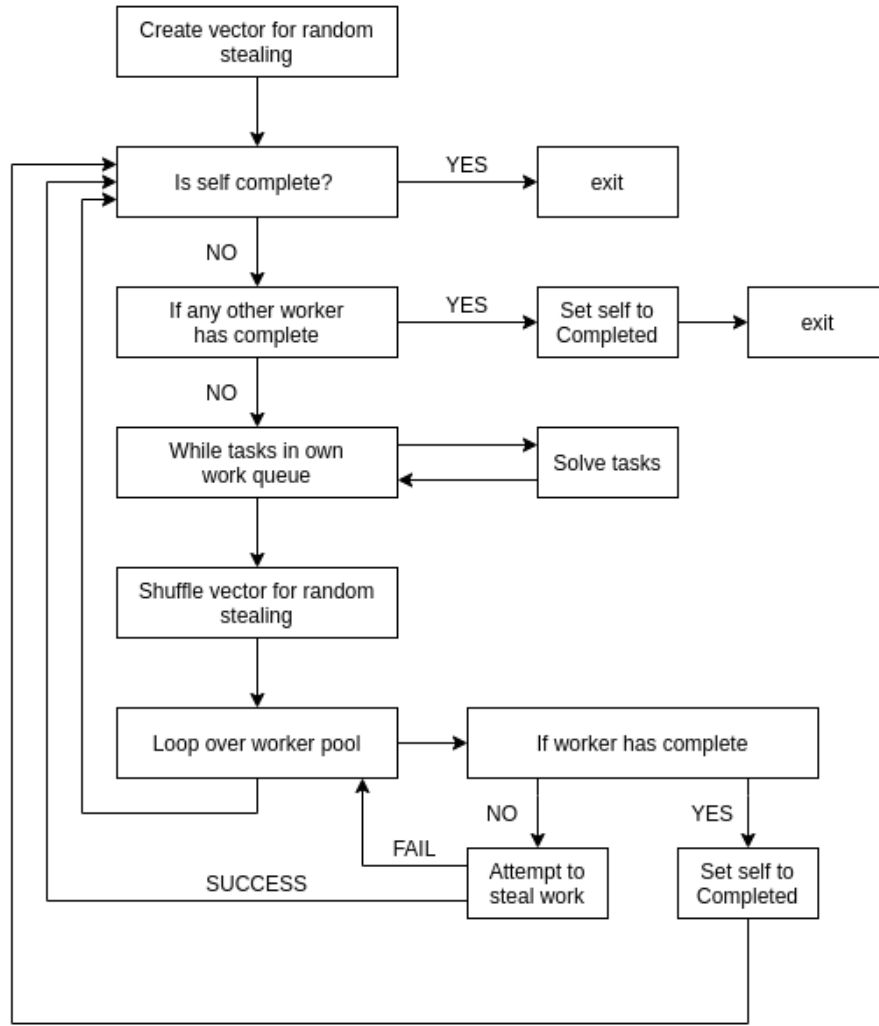 Create vector for random
stealing
Is self complete?
YES
exit
NO
If any other worker
has complete
YES
Set self to
Completed
exit
NO
While tasks in own
work queue
Solve tasks
Shuffle vector for random
stealing
Loop over worker pool
If worker has complete
NO
YES
FAIL
Attempt to
steal work
SUCCESS
Set self to
Completed